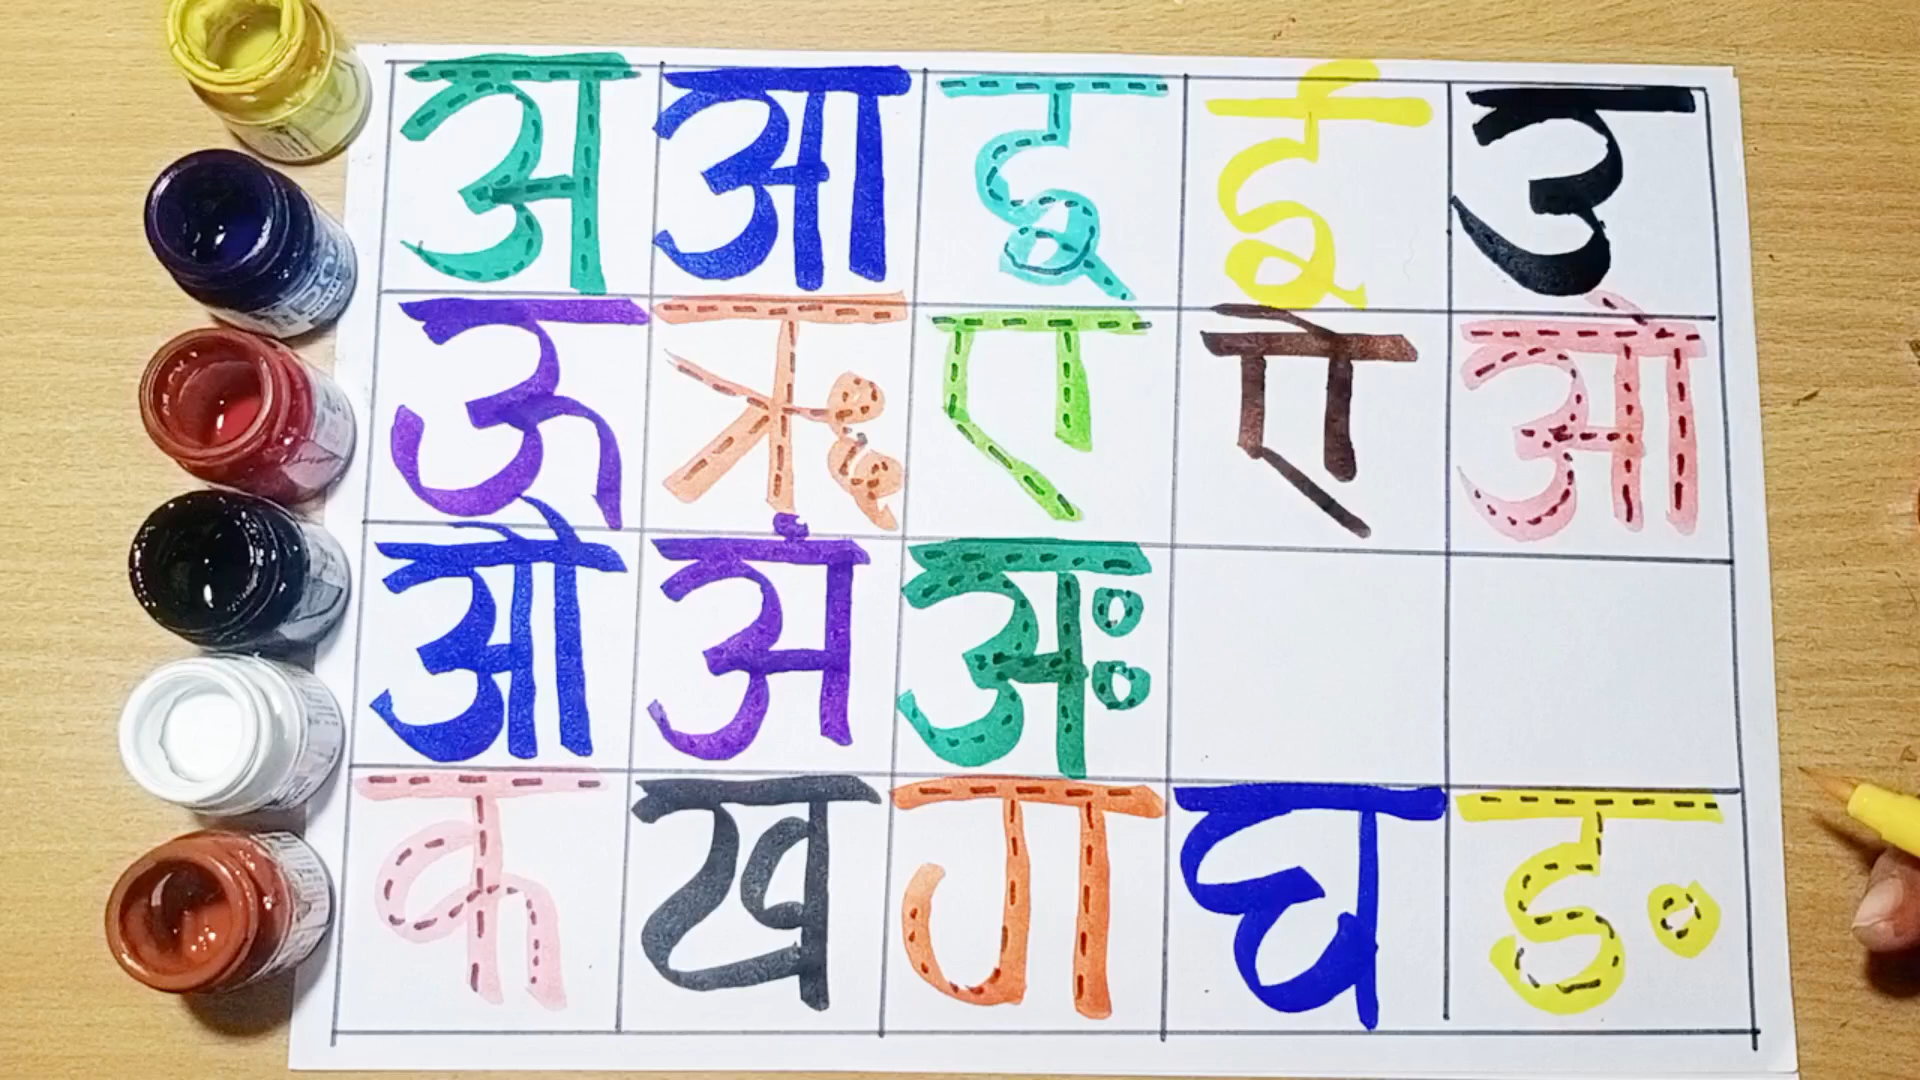 अ आ इ ई उ
ऊ ऋ ए ऐ ओ
औ अं अः
क ख ग घ ङ